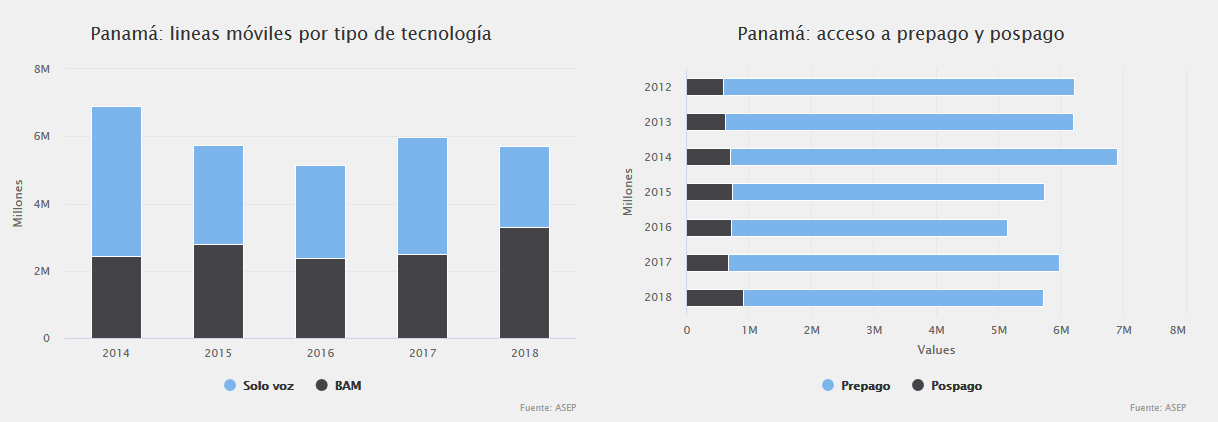 Panamá: lineas móviles por tipo de tecnología
Millones
8M
6M
4M
2M
0
2014 2015 2016 2017 2018
Solo voz BAM
Fuente: ASEP
Panamá: acceso a prepago y pospago
Millones
2012
2013
2014
2015
2016
2017
2018
0 1M 2M 3M 4M 5M 6M 7M 8M
Values
Prepago Pospago
Fuente: ASEP